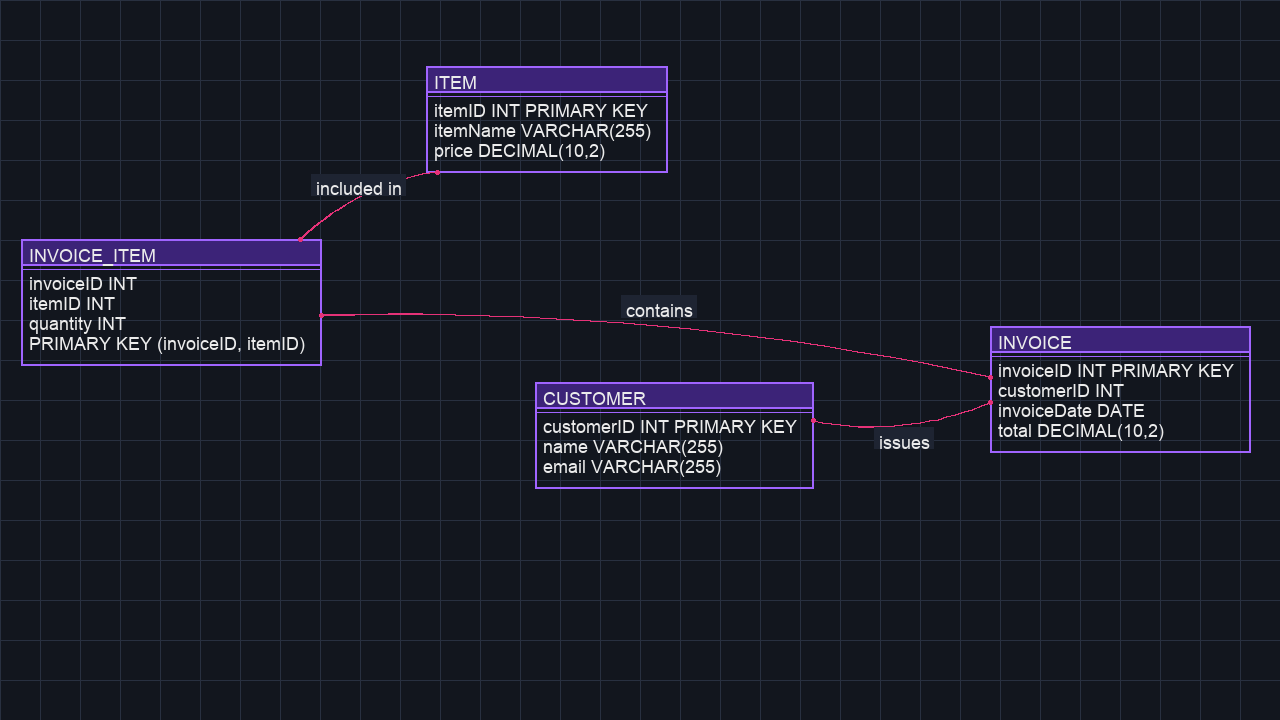 ITEM
itemID INT PRIMARY KEY
itemName VARCHAR(255)
price DECIMAL(10,2)
included in
INVOICE_ITEM
invoiceID INT
itemID INT
quantity INT
PRIMARY KEY (invoiceID, itemID)
contains
INVOICE
invoiceID INT PRIMARY KEY
customerID INT
invoiceDate DATE
total DECIMAL(10,2)
CUSTOMER
customerID INT PRIMARY KEY
name VARCHAR(255)
email VARCHAR(255)
issues